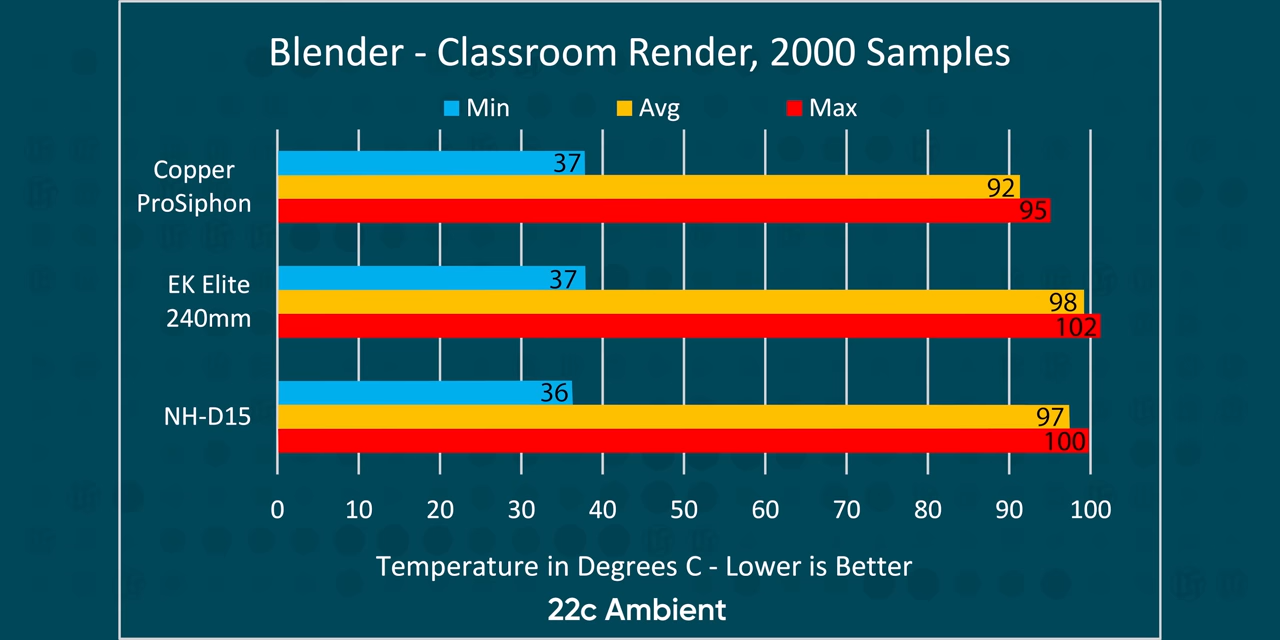 Blender - Classroom Render, 2000 Samples
Min Avg Max
Copper
ProSiphon
37
92
95
EK Elite
240mm
37
98
102
NH-D15
36
97
100
0 10 20 30 40 50 60 70 80 90 100
Temperature in Degrees C - Lower is Better
22c Ambient